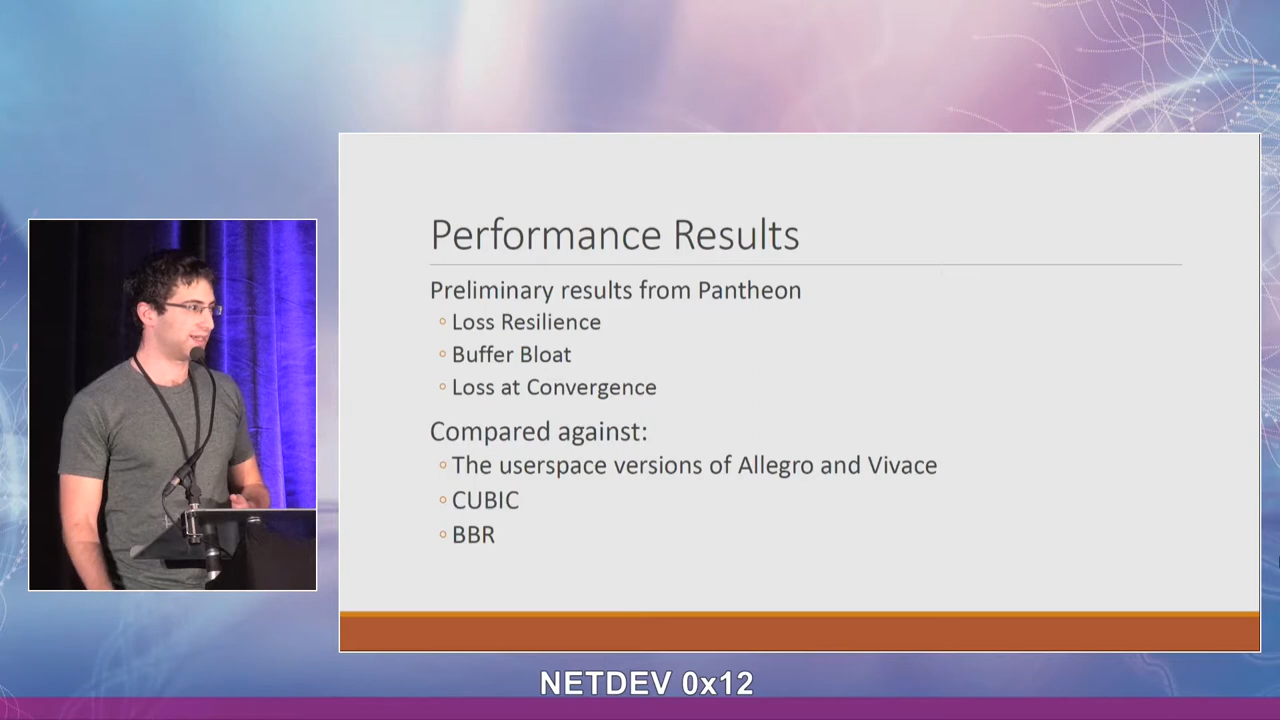 Performance Results
Preliminary results from Pantheon
Loss Resilience
Buffer Bloat
Loss at Convergence
Compared against:
The userspace versions of Allegro and Vivace
CUBIC
BBR
NETDEV 0x12